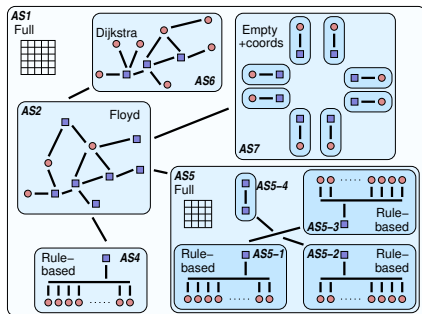 AS1
Full
Dijkstra
AS6
Empty
+coords
AS7
AS2
Floyd
AS5
Full
AS5-4
Rule-
based
AS5-3
Rule-
based
AS4
Rule-
based
AS5-1
AS5-2
Rule-
based